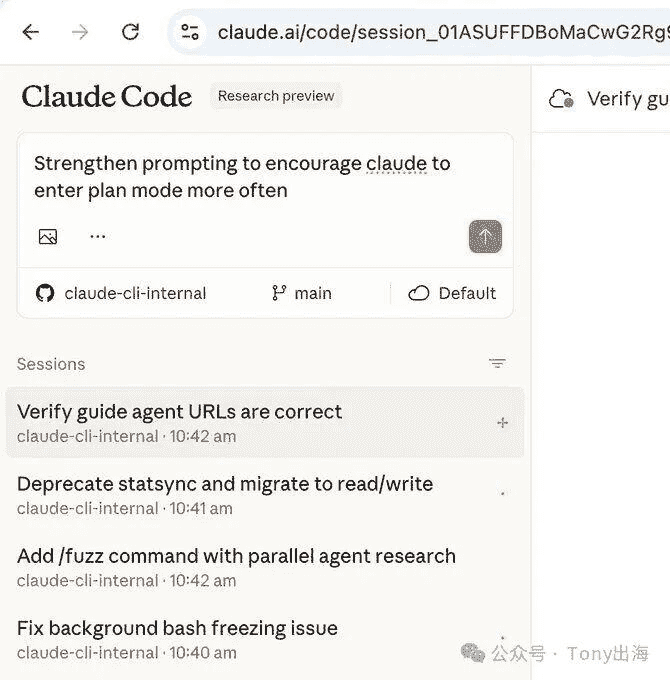 claude.ai/code/session_01ASUFFDBoMaCwG2Rg
Claude Code
Research preview
Verify gu
Strengthen prompting to encourage claude to
enter plan mode more often
...
claude-cli-internal
main
Default
Sessions
Verify guide agent URLs are correct
claude-cli-internal · 10:42 am
Deprecate statsync and migrate to read/write
claude-cli-internal · 10:41 am
Add /fuzz command with parallel agent research
claude-cli-internal · 10:42 am
Fix background bash freezing issue
claude-cli-internal · 10:40 am
公众号 · Tony出海